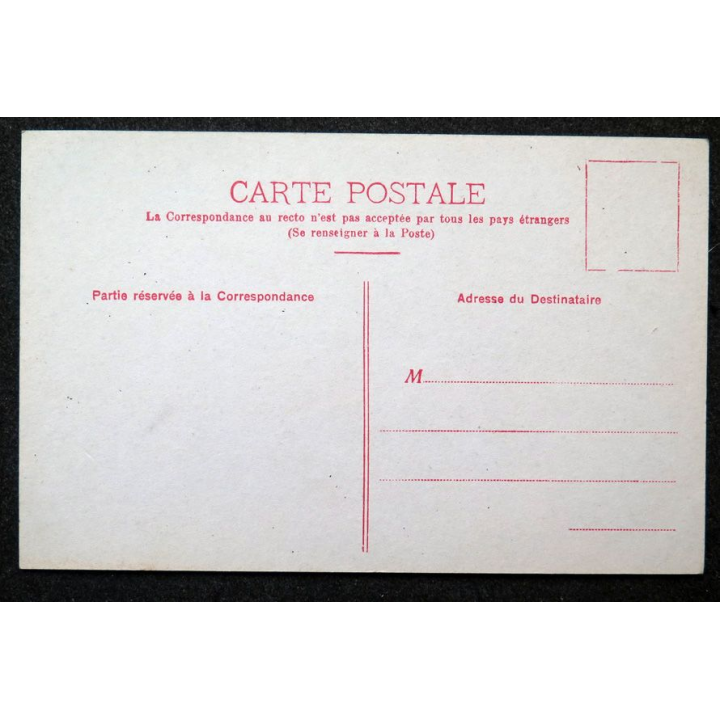 CARTE POSTALE
La Correspondance au recto n'est pas acceptée par tous les pays étrangers
(Se renseigner à la Poste)
Partie réservée à la Correspondance
Adresse du Destinataire
M